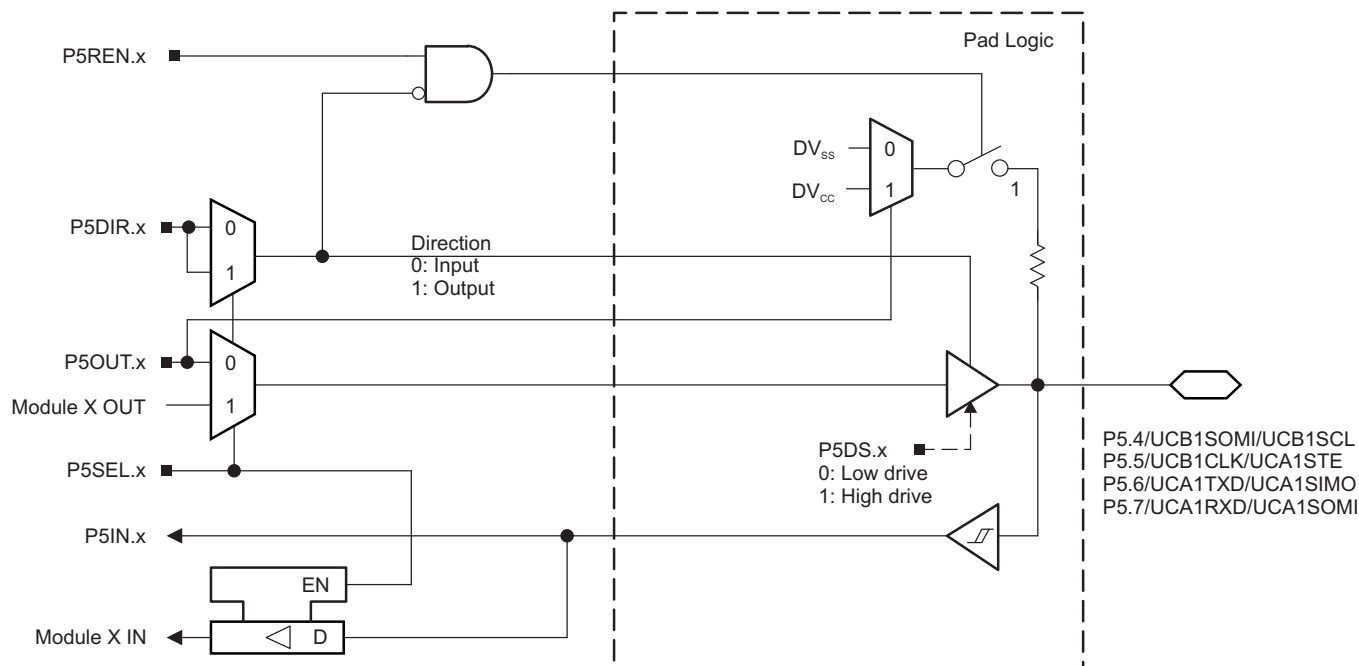 Pad Logic
P5REN.x
DVSS
0
DVCC
1
1
P5DIR.x
0
1
Direction
0: Input
1: Output
P5OUT.x
0
Module X OUT
1
P5SEL.x
P5DS.x
0: Low drive
1: High drive
P5.4/UCB1SOMI/UCB1SCL
P5.5/UCB1CLK/UCA1STE
P5.6/UCA1TXD/UCA1SIMO
P5.7/UCA1RXD/UCA1SOMI
P5IN.x
EN
Module X IN
D